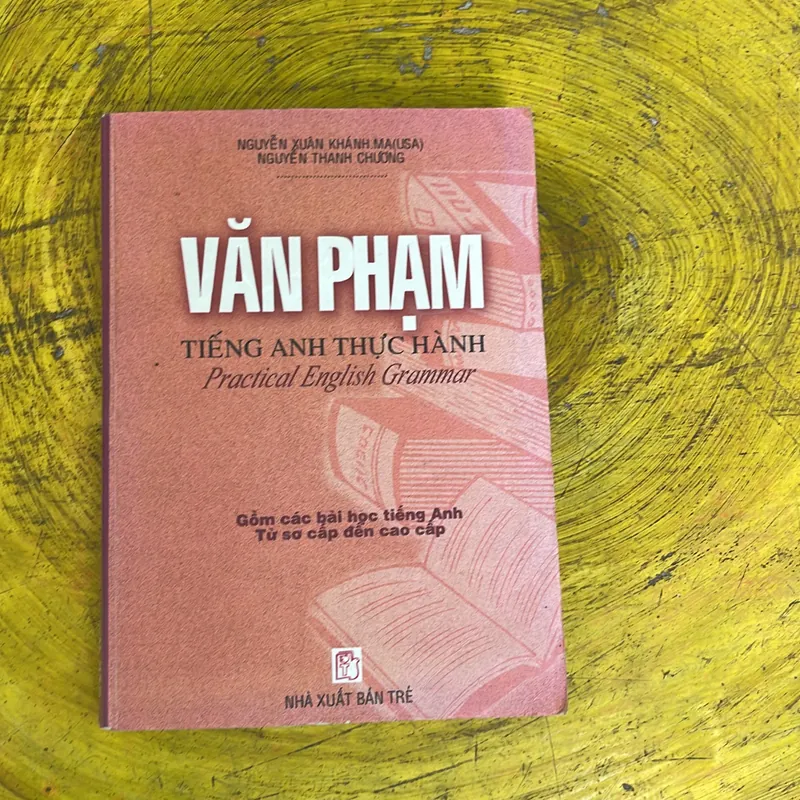 NGUYỄN XUÂN KHÁNH.MA(USA)
NGUYỄN THANH CHƯƠNG
VĂN PHẠM
TIẾNG ANH THỰC HÀNH
Practical English Grammar
Gồm các bài học tiếng Anh
Từ sơ cấp đến cao cấp
NHÀ XUẤT BẢN TRẺ